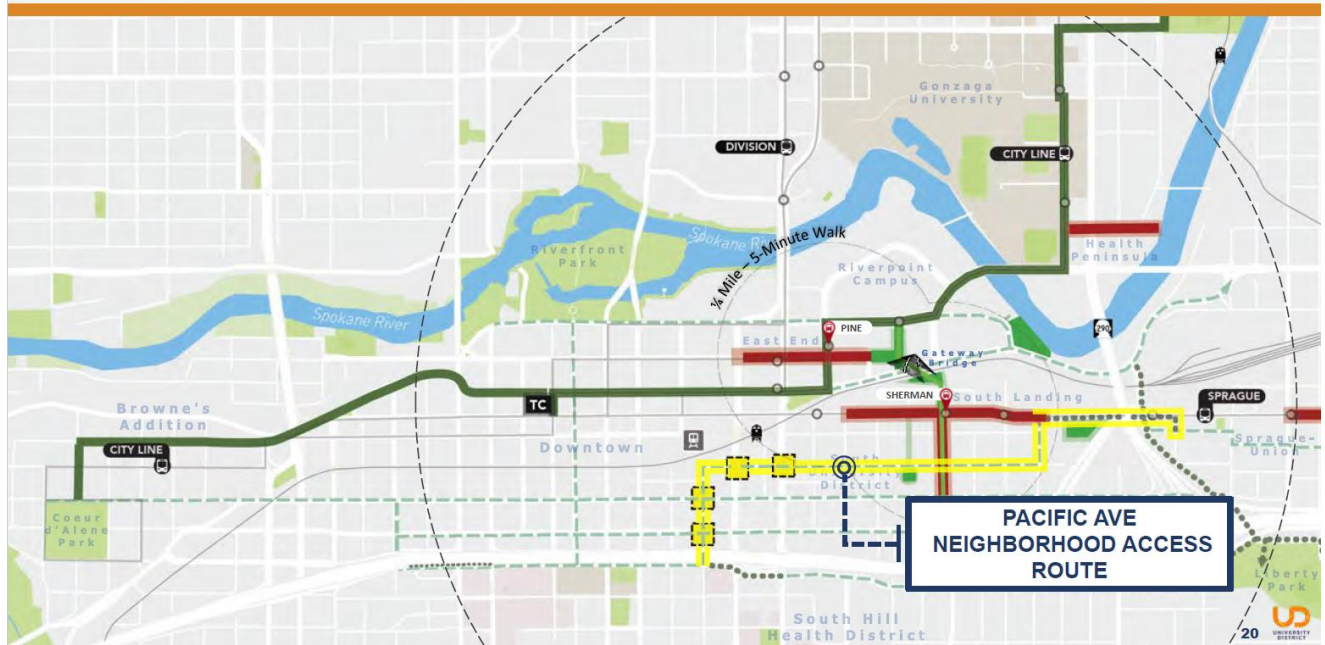 Gonzaga
University
DIVISION
CITY LINE
¼ Mile – 5-Minute Walk
Spokane River
Health
Peninsula
Riverfront
Park
Riverpoint
Campus
Spokane River
290
PINE
East End
Gateway
Bridge
SHERMAN
South Landing
SPRAGUE
TC
Browne's
Addition
CITY LINE
Downtown
Sprague-
Union
South
University
District
Coeur
d'Alene
Park
PACIFIC AVE
NEIGHBORHOOD ACCESS
ROUTE
Liberty
Park
South Hill
Health District
20
UD
UNIVERSITY
DISTRICT